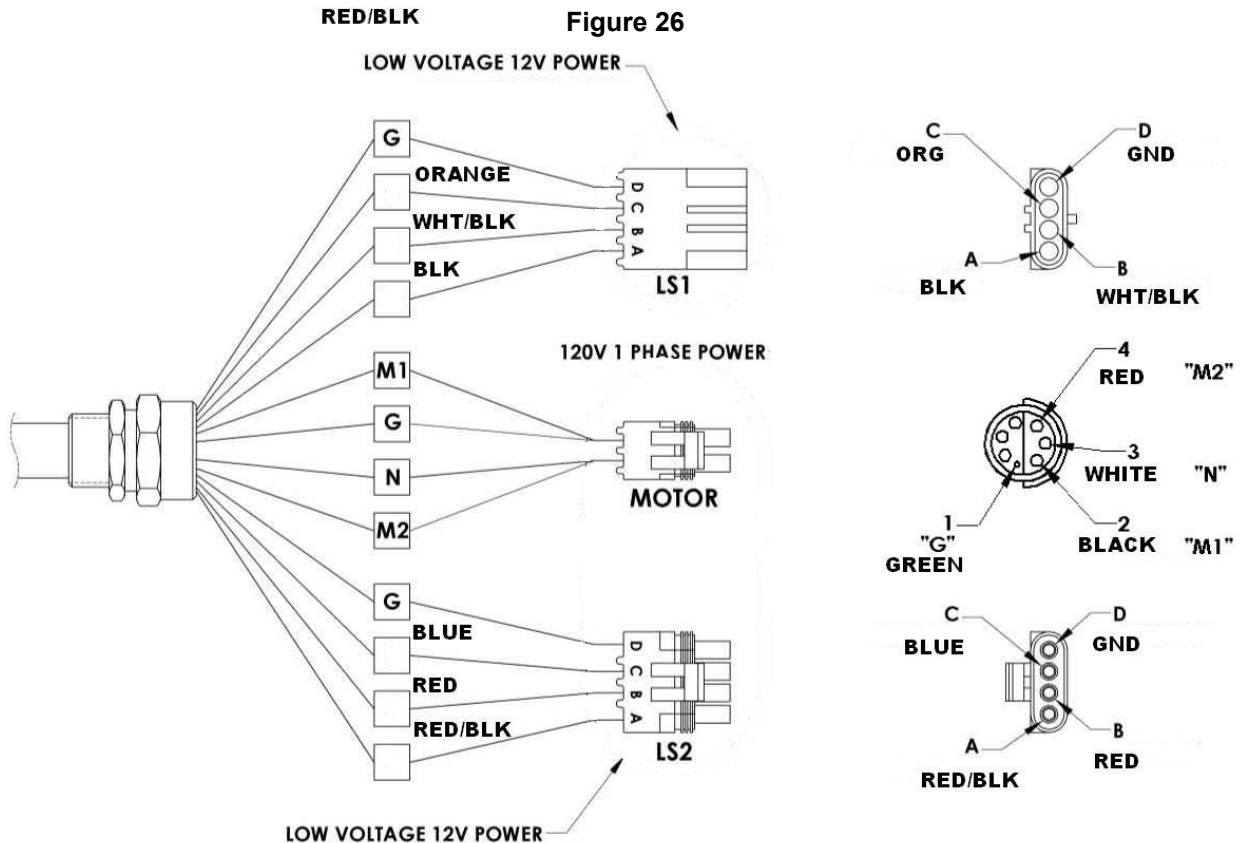 RED/BLK
Figure 26
LOW VOLTAGE 12V POWER
G
ORANGE
WHT/BLK
BLK
D
C
B
A
LS1
C
ORG
D
GND
A
BLK
B
WHT/BLK
120V 1 PHASE POWER
M1
G
N
M2
MOTOR
4
RED "M2"
3
WHITE "N"
2
BLACK "M1"
1
"G"
GREEN
G
BLUE
RED
RED/BLK
D
C
B
A
LS2
C
BLUE
D
GND
A
RED/BLK
B
RED
LOW VOLTAGE 12V POWER